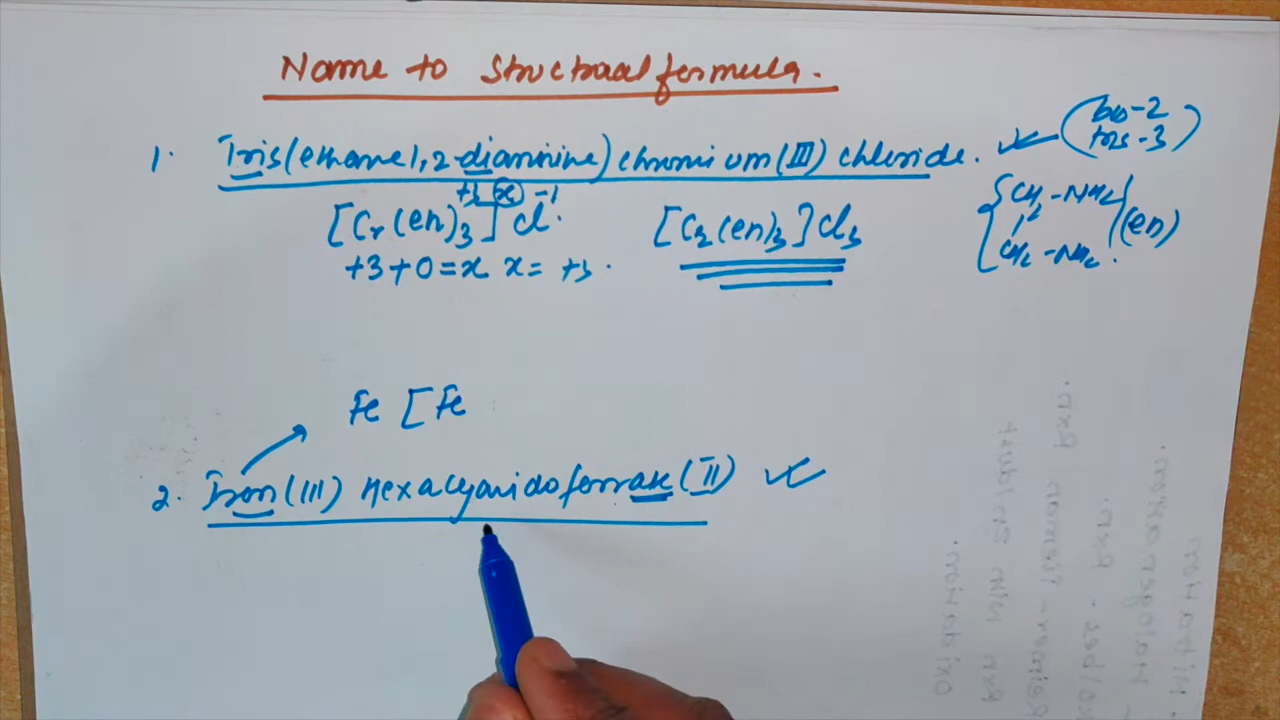 Name to Structural formula.
1. Tris(ethane1,2-diamnine)chromium(III) chloride. (bis-2
tris-3)
+3 x -1
[Cr(en)3]Cl. [Cr(en)3]Cl3 {CH2-NH2
CH2-NH2.} (en)
+3+0=x x= +3.
Fe [Fe
2. Iron(III) Hexacyanidoferrate(II)